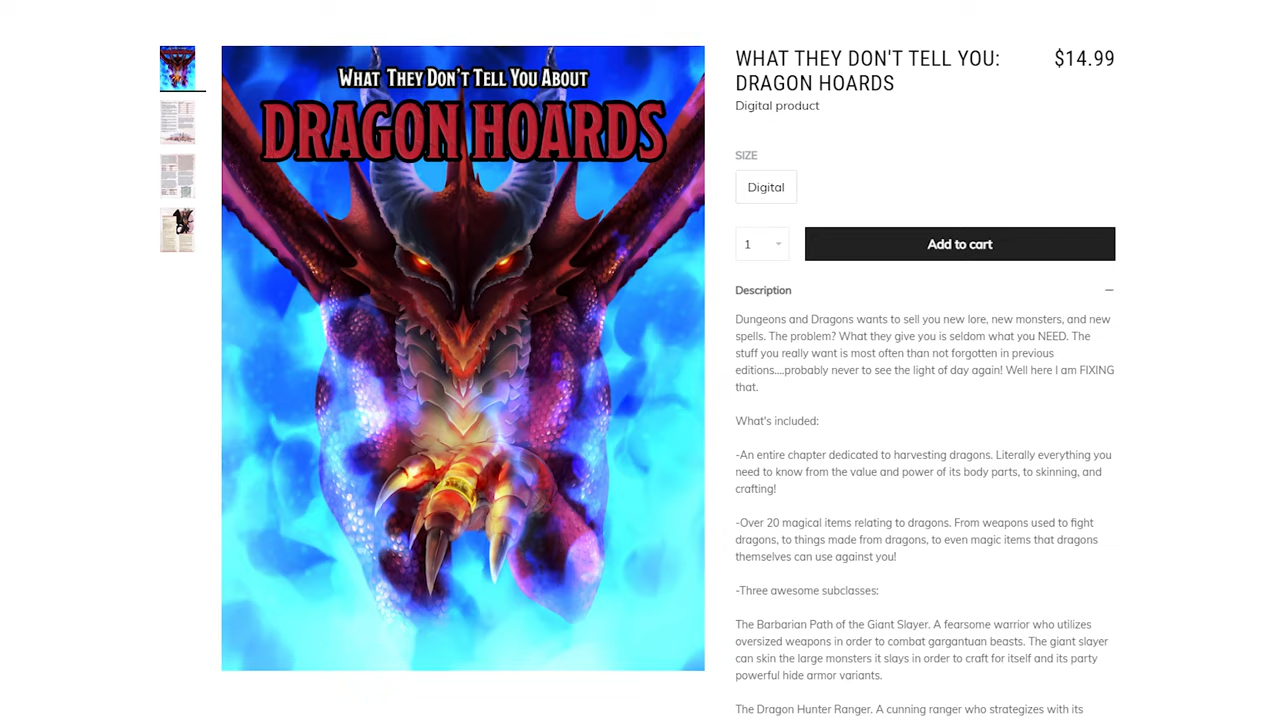 What They Don't Tell You About
DRAGON HOARDS
WHAT THEY DON'T TELL YOU:
DRAGON HOARDS
$14.99
Digital product
SIZE
Digital
1
Add to cart
Description
Dungeons and Dragons wants to sell you new lore, new monsters, and new
spells. The problem? What they give you is seldom what you NEED. The
stuff you really want is most often than not forgotten in previous
editions....probably never to see the light of day again! Well here I am FIXING
that.
What's included:
-An entire chapter dedicated to harvesting dragons. Literally everything you
need to know from the value and power of its body parts, to skinning, and
crafting!
-Over 20 magical items relating to dragons. From weapons used to fight
dragons, to things made from dragons, to even magic items that dragons
themselves can use against you!
-Three awesome subclasses:
The Barbarian Path of the Giant Slayer. A fearsome warrior who utilizes
oversized weapons in order to combat gargantuan beasts. The giant slayer
can skin the large monsters it slays in order to craft for itself and its party
powerful hide armor variants.
The Dragon Hunter Ranger. A cunning ranger who strategizes with its